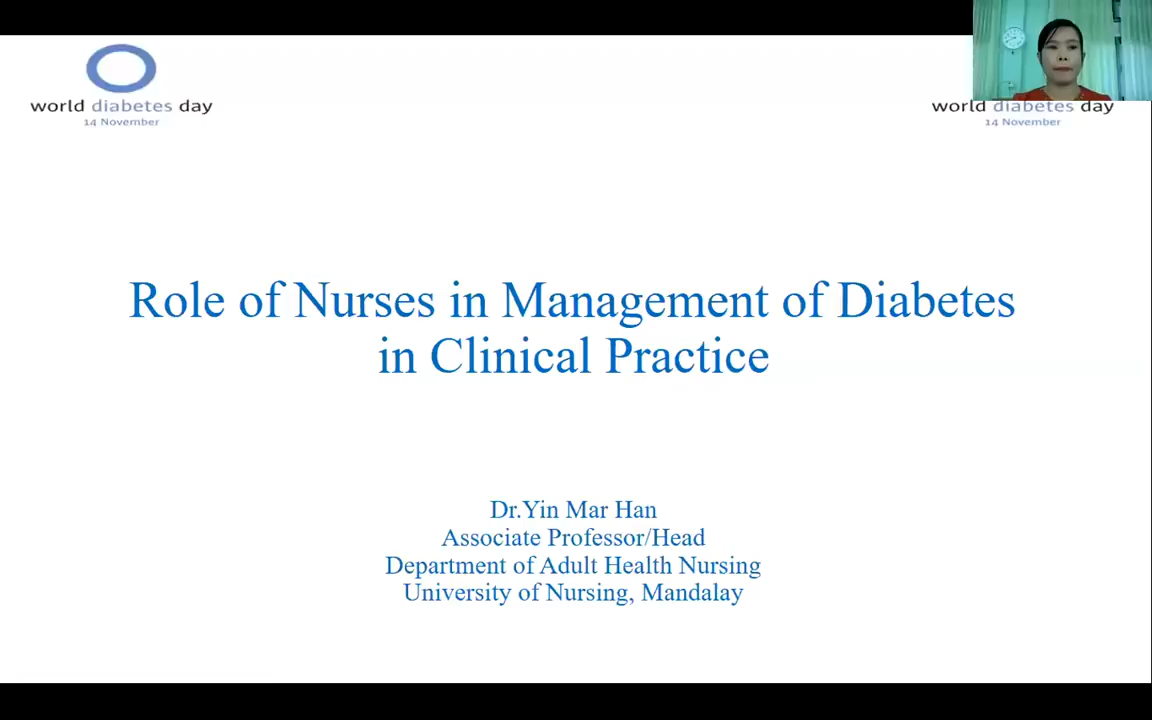 world diabetes day
14 November
world diabetes day
14 November
Role of Nurses in Management of Diabetes
in Clinical Practice
Dr.Yin Mar Han
Associate Professor/Head
Department of Adult Health Nursing
University of Nursing, Mandalay